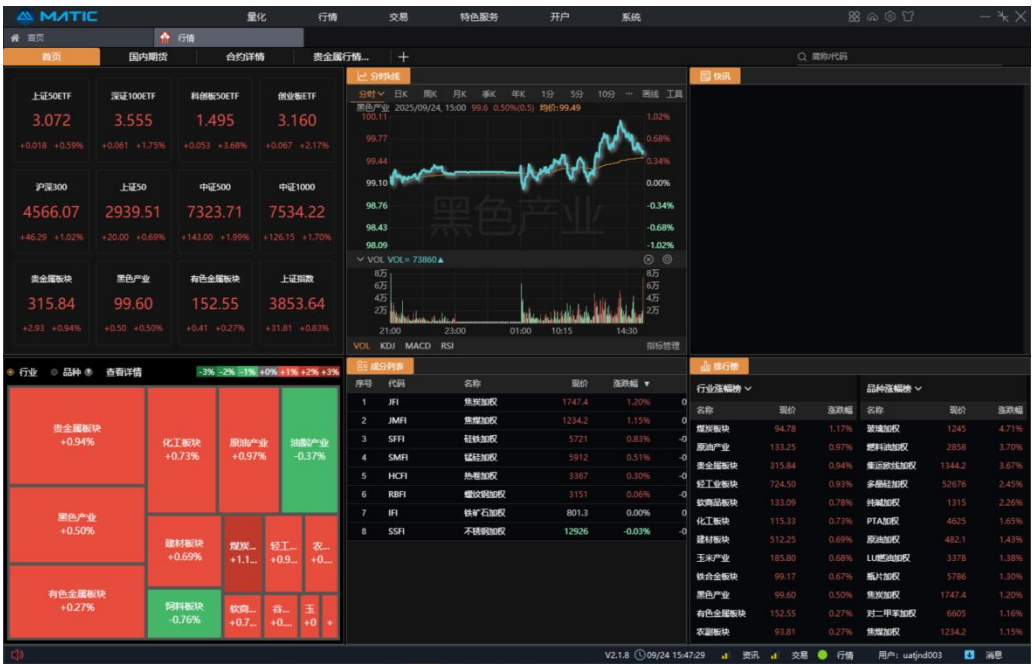 MATIC 量化 行情 交易 特色服务 开户 系统
首页 行情
首页 国内期货 合约详情 贵金属行情... +
简称/代码
上证50ETF 深证100ETF 科创板50ETF 创业板ETF
3.072 3.555 1.495 3.160
+0.018 +0.59% +0.061 +1.75% +0.053 +3.68% +0.067 +2.17%
沪深300 上证50 中证500 中证1000
4566.07 2939.51 7323.71 7534.22
+46.29 +1.02% +20.00 +0.69% +143.00 +1.99% +126.15 +1.70%
贵金属板块 黑色产业 有色金属板块 上证指数
315.84 99.60 152.55 3853.64
+2.93 +0.94% +0.50 +0.50% +0.41 +0.27% +31.81 +0.83%
分时k线
分时 日K 周K 月K 季K 年K 1分 5分 10分 ... 画线 工具
黑色产业 2025/09/24, 15:00 99.6 0.50%(0.5) 均价:99.49
100.11 1.02%
99.77 0.68%
99.44 0.34%
99.10 0.00%
98.76 -0.34%
98.43 -0.68%
98.09 -1.02%
黑色产业
VOL VOL= 73860▲
8万 8万
6万 6万
4万 4万
2万 2万
21:00 23:00 01:00 10:15 14:30
VOL KDJ MACD RSI 指标管理
快讯
行业 品种 查看详情 -3% -2% -1% +0% +1% +2% +3%
贵金属板块
+0.94%
黑色产业
+0.50%
有色金属板块
+0.27%
化工板块
+0.73%
原油产业
+0.97%
油脂产业
-0.37%
建材板块
+0.69%
饲料板块
-0.76%
煤炭...
+1.1...
轻工...
+0.9...
农...
+0....
软商...
+0.7...
谷...
+0....
玉
+0
+
成分列表
序号 代码 名称 现价 涨跌幅 ▼
1 JFI 焦炭加权 1747.4 1.20% 0
2 JMFI 焦煤加权 1234.2 1.15% 0
3 SFFI 硅铁加权 5721 0.83% -0
4 SMFI 锰硅加权 5912 0.51% -0
5 HCFI 热卷加权 3367 0.30% -0
6 RBFI 螺纹钢加权 3151 0.06% -0
7 IFI 铁矿石加权 801.3 0.00% 0
8 SSFI 不锈钢加权 12926 -0.03% -0
排行榜
行业涨幅榜 品种涨幅榜
名称 现价 涨跌幅 名称 现价 涨跌幅
煤炭板块 94.78 1.17% 玻璃加权 1245 4.71%
原油产业 133.25 0.97% 燃料油加权 2858 3.70%
贵金属板块 315.84 0.94% 集运欧线加权 1344.2 3.67%
轻工业板块 724.50 0.93% 多晶硅加权 52676 2.45%
软商品板块 133.09 0.78% 纯碱加权 1315 2.26%
化工板块 115.33 0.73% PTA加权 4625 1.65%
建材板块 512.25 0.69% 原油加权 482.1 1.43%
玉米产业 185.80 0.68% LU燃油加权 3378 1.38%
铁合金板块 99.17 0.67% 瓶片加权 5786 1.30%
黑色产业 99.60 0.50% 焦炭加权 1747.4 1.20%
有色金属板块 152.55 0.27% 对二甲苯加权 6605 1.16%
农副板块 93.81 0.27% 焦煤加权 1234.2 1.15%
V2.1.8 09/24 15:47:29 资讯 交易 行情 用户: uatjnd003 消息